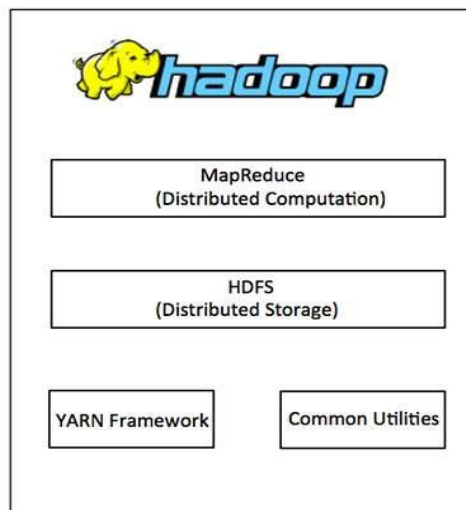 hadoop
MapReduce
(Distributed Computation)
HDFS
(Distributed Storage)
YARN Framework
Common Utilities